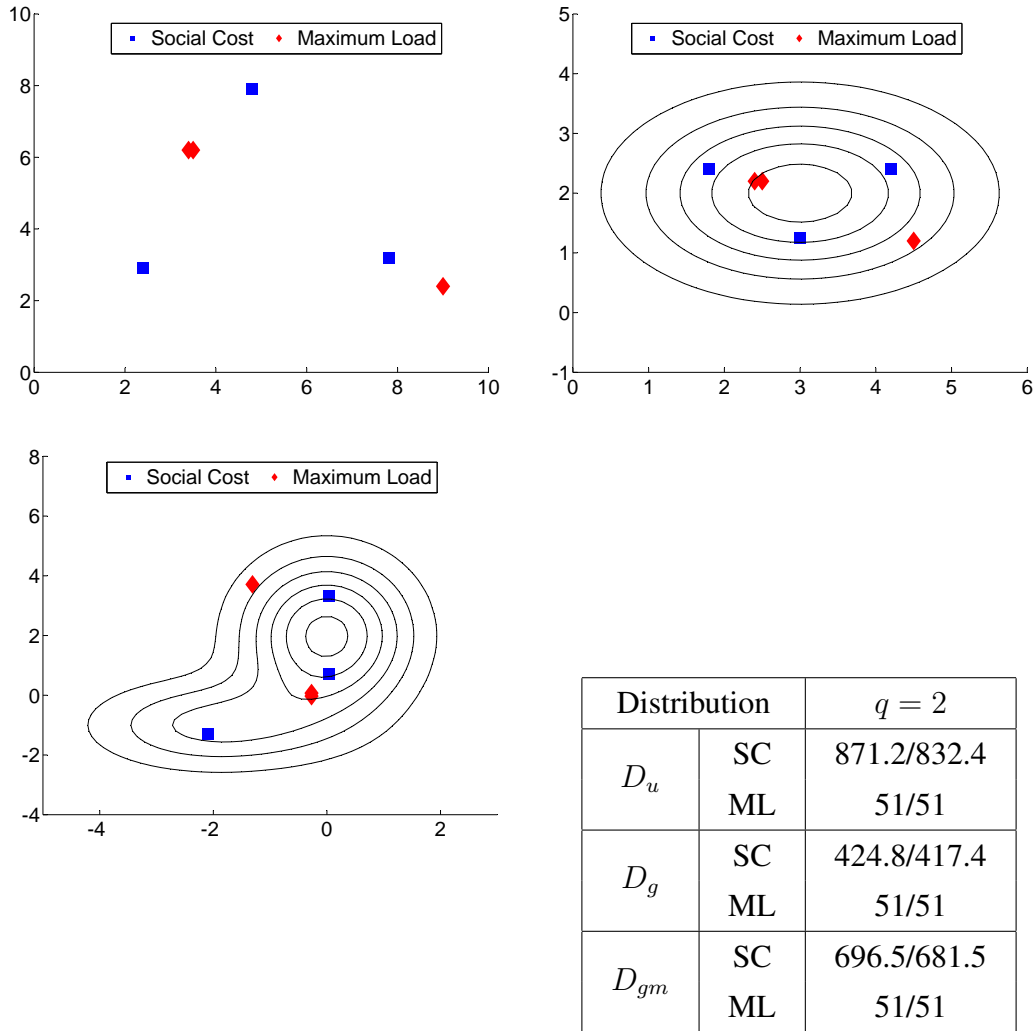 Social Cost Maximum Load
10
8
6
4
2
0
0 2 4 6 8 10
Social Cost Maximum Load
5
4
3
2
1
0
-1
0 1 2 3 4 5 6
Social Cost Maximum Load
8
6
4
2
0
-2
-4
-4 -2 0 2
Distribution q = 2
D_u SC 871.2/832.4
ML 51/51
D_g SC 424.8/417.4
ML 51/51
D_{gm} SC 696.5/681.5
ML 51/51